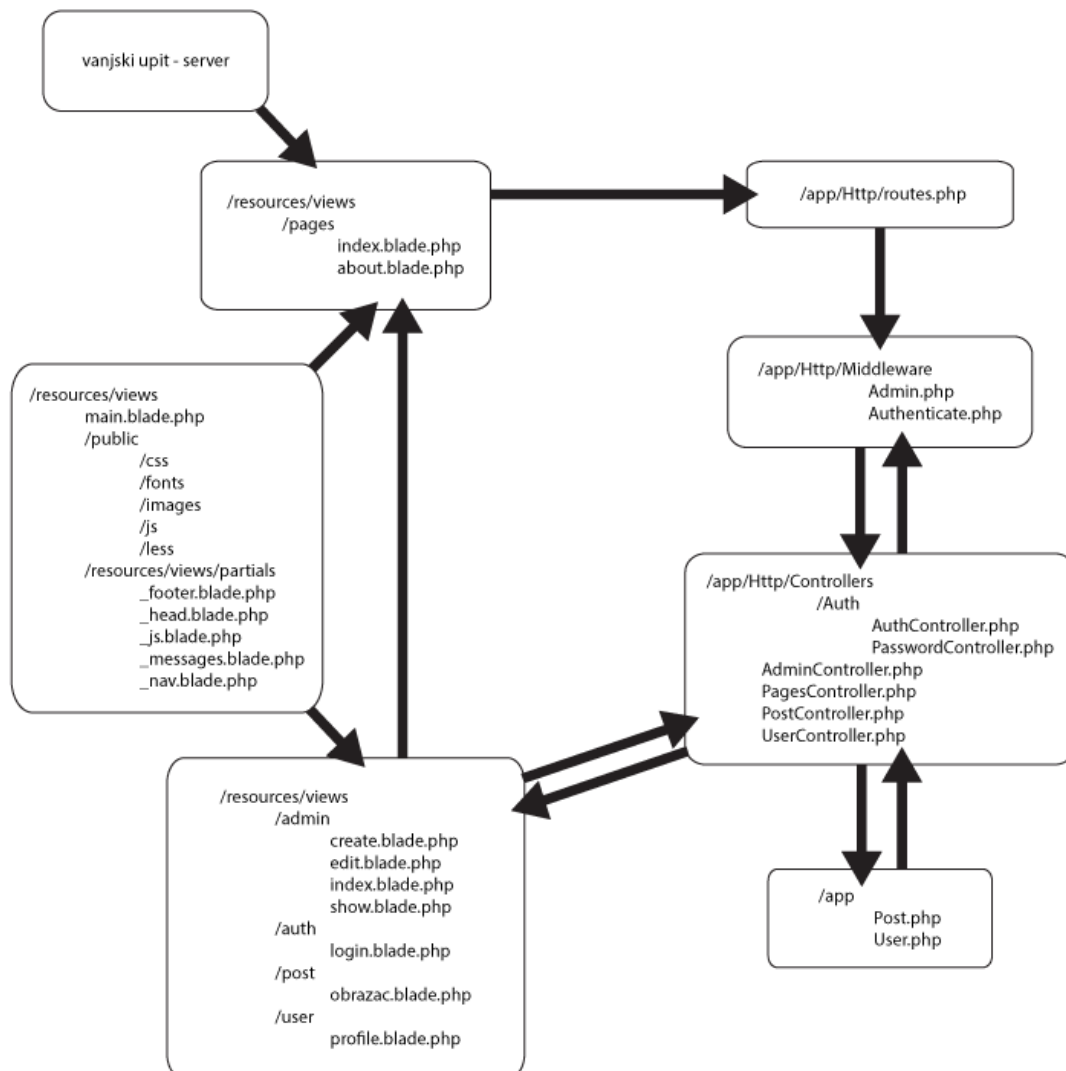 vanjski upit - server
/resources/views
/pages
index.blade.php
about.blade.php
/app/Http/routes.php
/resources/views
main.blade.php
/public
/css
/fonts
/images
/js
/less
/resources/views/partials
_footer.blade.php
_head.blade.php
_js.blade.php
_messages.blade.php
_nav.blade.php
/app/Http/Middleware
Admin.php
Authenticate.php
/app/Http/Controllers
/Auth
AuthController.php
PasswordController.php
AdminController.php
PagesController.php
PostController.php
UserController.php
/resources/views
/admin
create.blade.php
edit.blade.php
index.blade.php
show.blade.php
/auth
login.blade.php
/post
obrazac.blade.php
/user
profile.blade.php
/app
Post.php
User.php